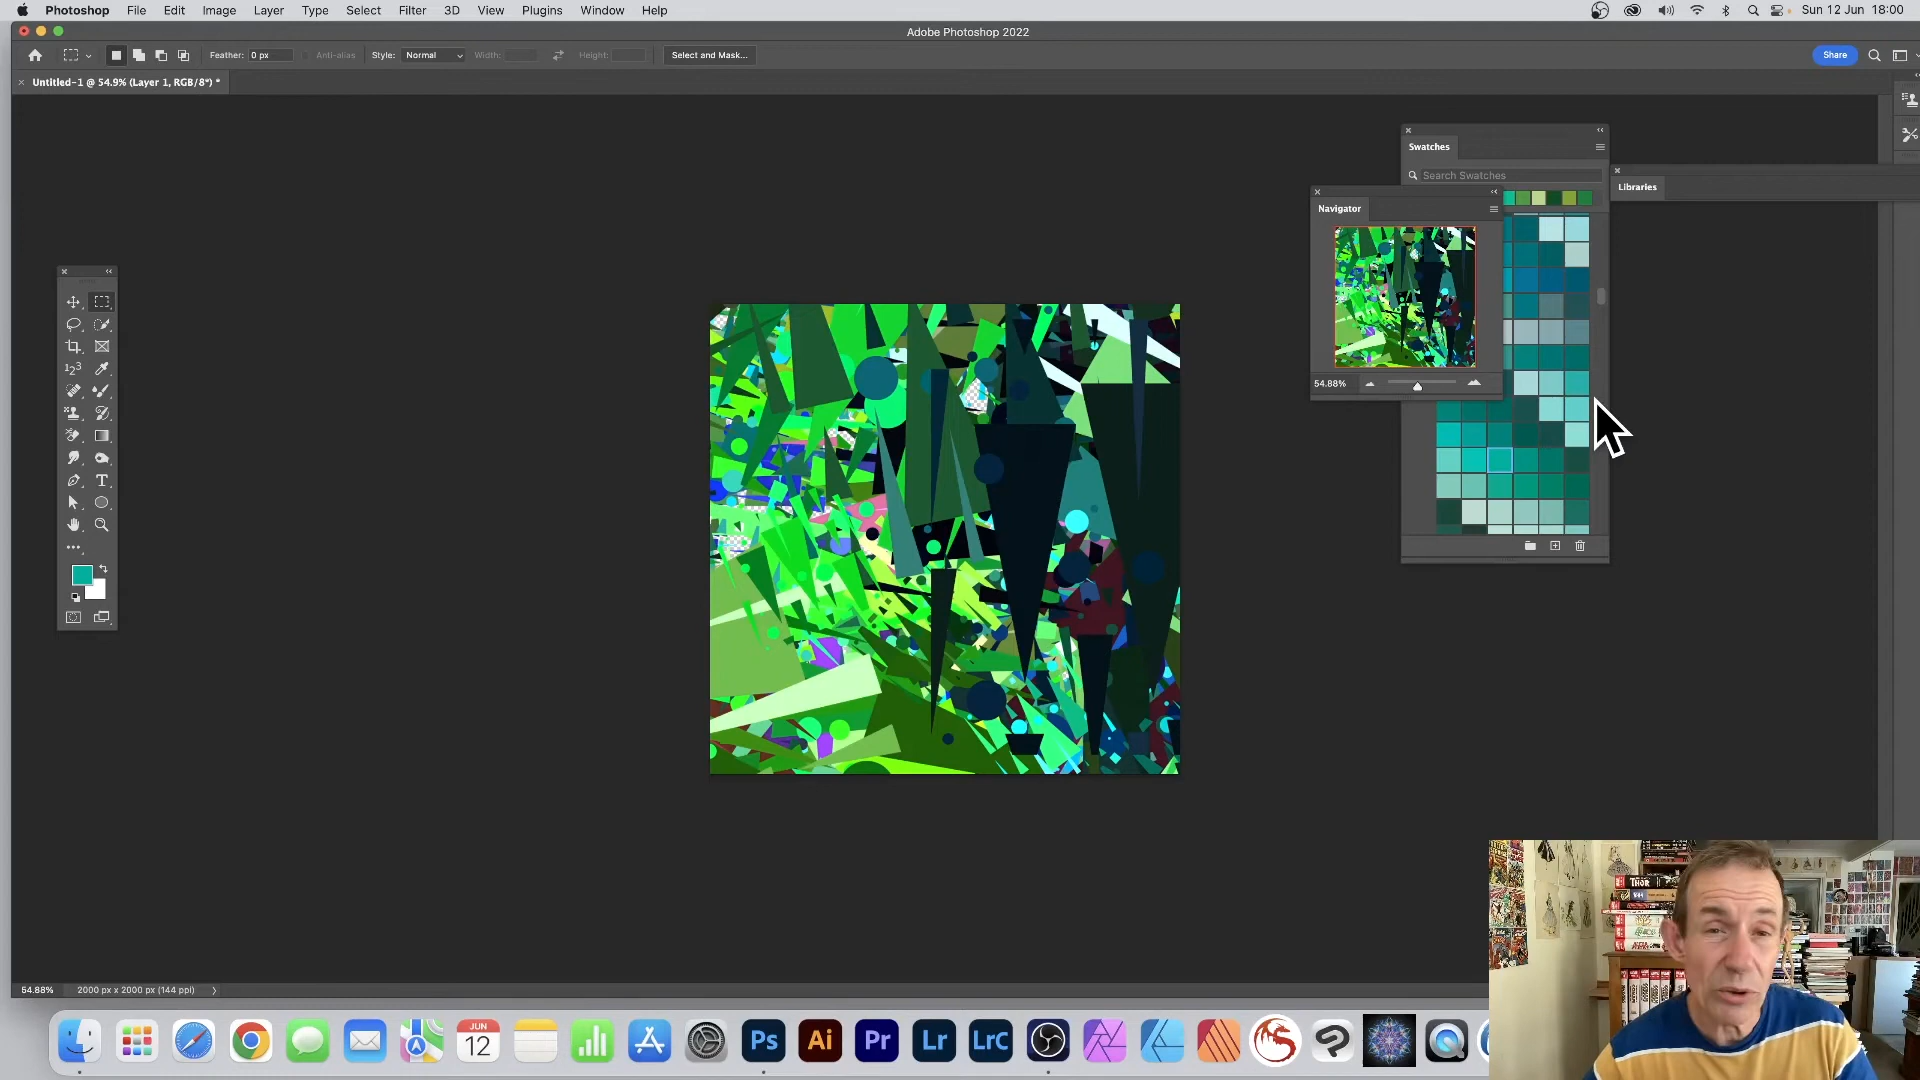 Photoshop File Edit Image Layer Type Select Filter 3D View Plugins Window Help Sun 12 Jun 18:00
Adobe Photoshop 2022
Feather: 0 px Anti-alias Style: Normal Width: Height: Select and Mask... Share
Untitled-1 @ 54.9% (Layer 1, RGB/8*) *
Swatches
Search Swatches
Libraries
Navigator
54.88%
54.88% 2000 px x 2000 px (144 ppi)
THOR
JUN
12
Ps Ai Pr Lr LrC